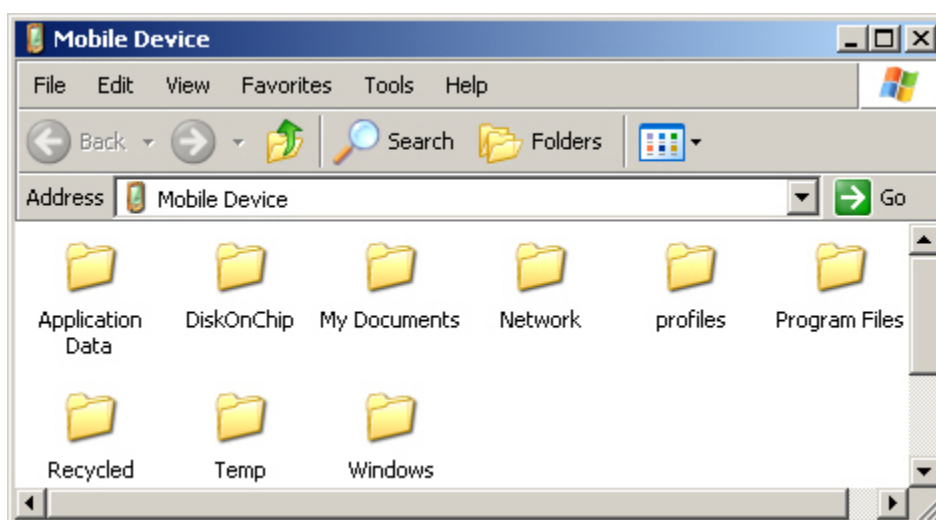 Mobile Device
File Edit View Favorites Tools Help
Back Search Folders
Address Mobile Device Go
Application Data DiskOnChip My Documents Network profiles Program Files
Recycled Temp Windows